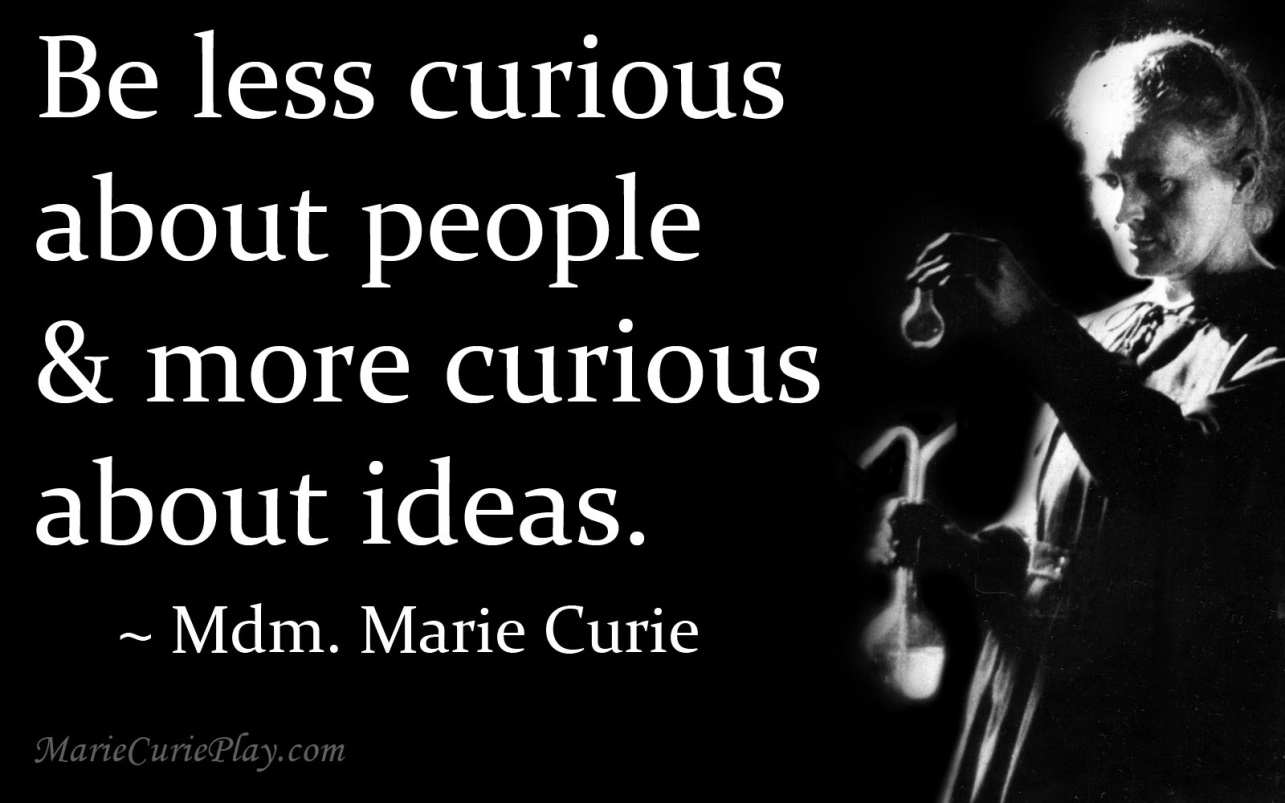 Be less curious
about people
& more curious
about ideas.
~ Mdm. Marie Curie
MarieCuriePlay.com